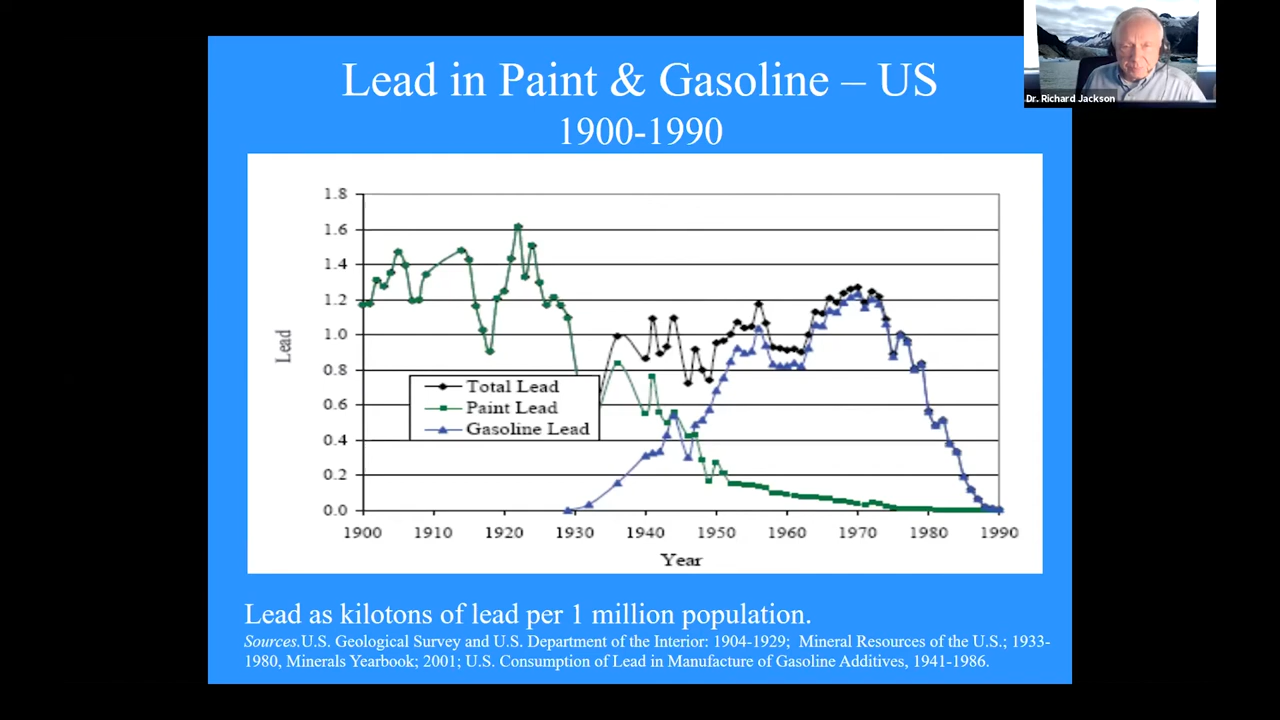 Lead in Paint & Gasoline – US
1900-1990
Dr. Richard Jackson
1.8
1.6
1.4
1.2
1.0
0.8
0.6
0.4
0.2
0.0
Lead
Total Lead
Paint Lead
Gasoline Lead
1900 1910 1920 1930 1940 1950 1960 1970 1980 1990
Year
Lead as kilotons of lead per 1 million population.
Sources.U.S. Geological Survey and U.S. Department of the Interior: 1904-1929; Mineral Resources of the U.S.; 1933-
1980, Minerals Yearbook; 2001; U.S. Consumption of Lead in Manufacture of Gasoline Additives, 1941-1986.